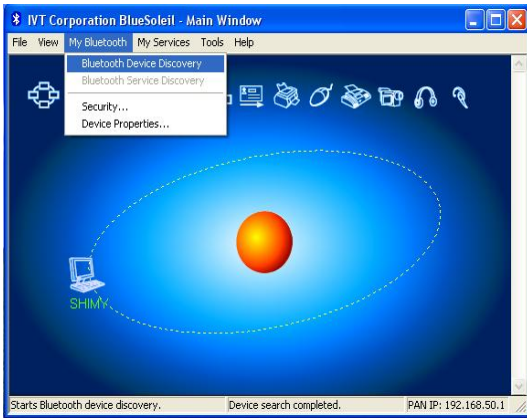 IVT Corporation BlueSoleil - Main Window
File View My Bluetooth My Services Tools Help
Bluetooth Device Discovery
Bluetooth Service Discovery
Security...
Device Properties...
SHIMY
Starts Bluetooth device discovery. Device search completed. PAN IP: 192.168.50.1